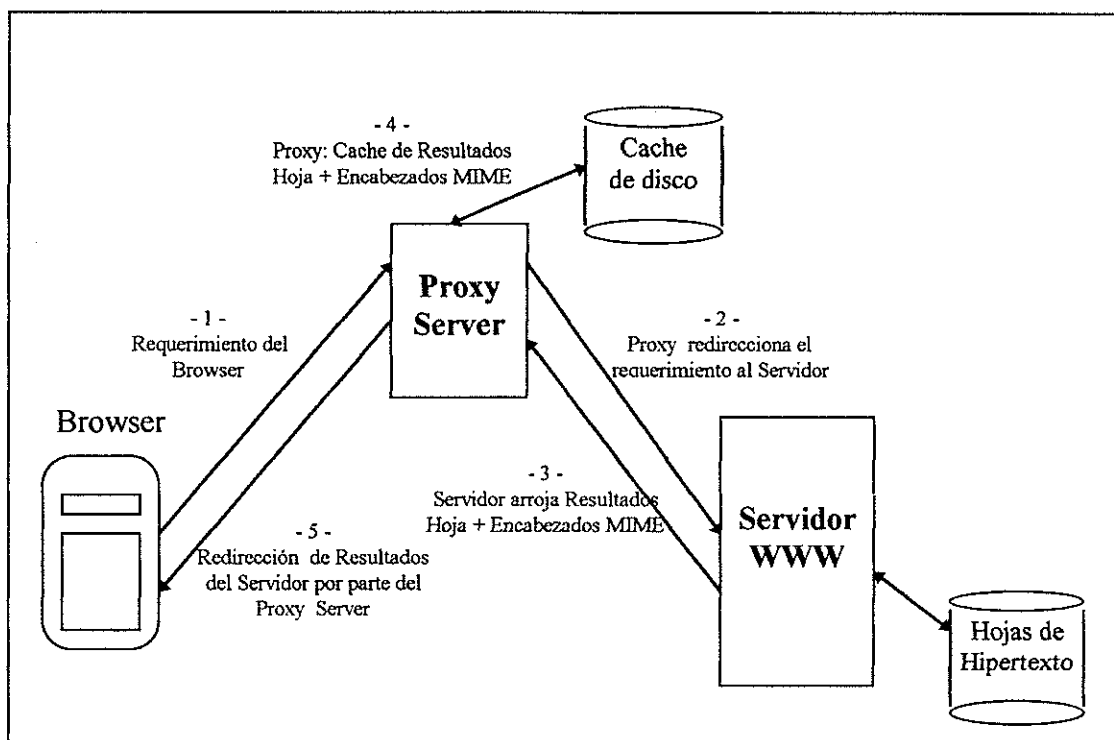 - 4 -
Proxy: Cache de Resultados
Hoja + Encabezados MIME
Cache
de disco
Proxy
Server
- 1 -
Requerimiento del
Browser
- 2 -
Proxy redirecciona el
requerimiento al Servidor
Browser
- 3 -
Servidor arroja Resultados
Hoja + Encabezados MIME
Servidor
WWW
- 5 -
Redirección de Resultados
del Servidor por parte del
Proxy Server
Hojas de
Hipertexto